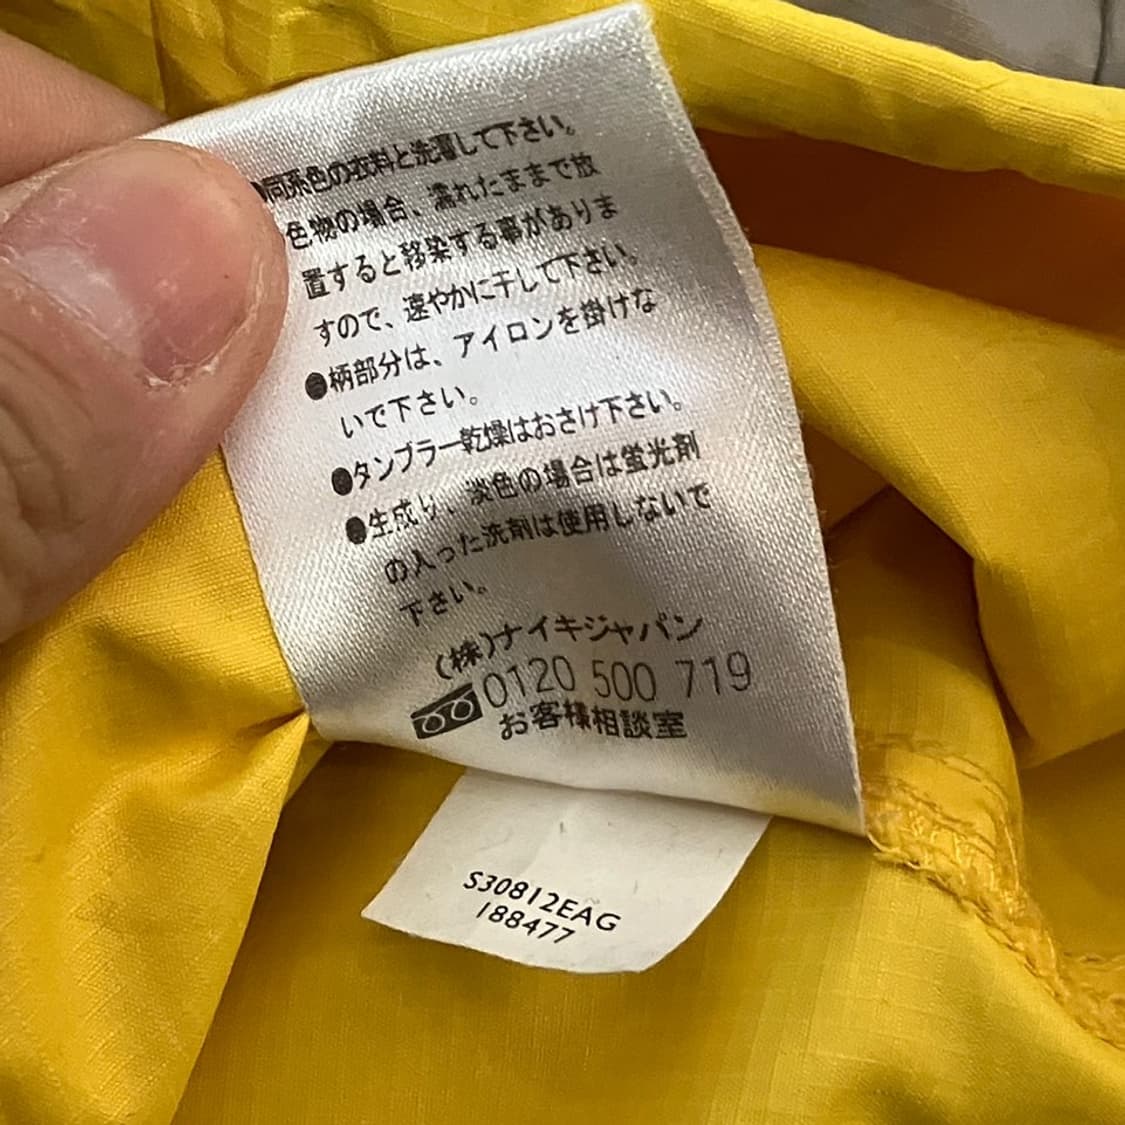 ●同系色の衣料と洗濯して下さい。
色物の場合、濡れたままで放
置すると移染する事がありま
すので、速やかに干して下さい。
●柄部分は、アイロンを掛けな
いで下さい。
●タンブラー乾燥はおさけ下さい。
●生成り、淡色の場合は蛍光剤
の入った洗剤は使用しないで
下さい。
(株)ナイキジャパン
0120 500 719
お客様相談室
S30812EAG
188477